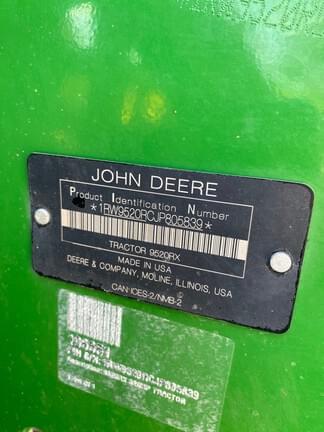 JOHN DEERE
Product Identification Number
*1RW9520RCJP805839*
TRACTOR 9520RX
MADE IN USA
DEERE & COMPANY, MOLINE, ILLINOIS, USA
CAN ICES-2/NMB-2
TRACTOR